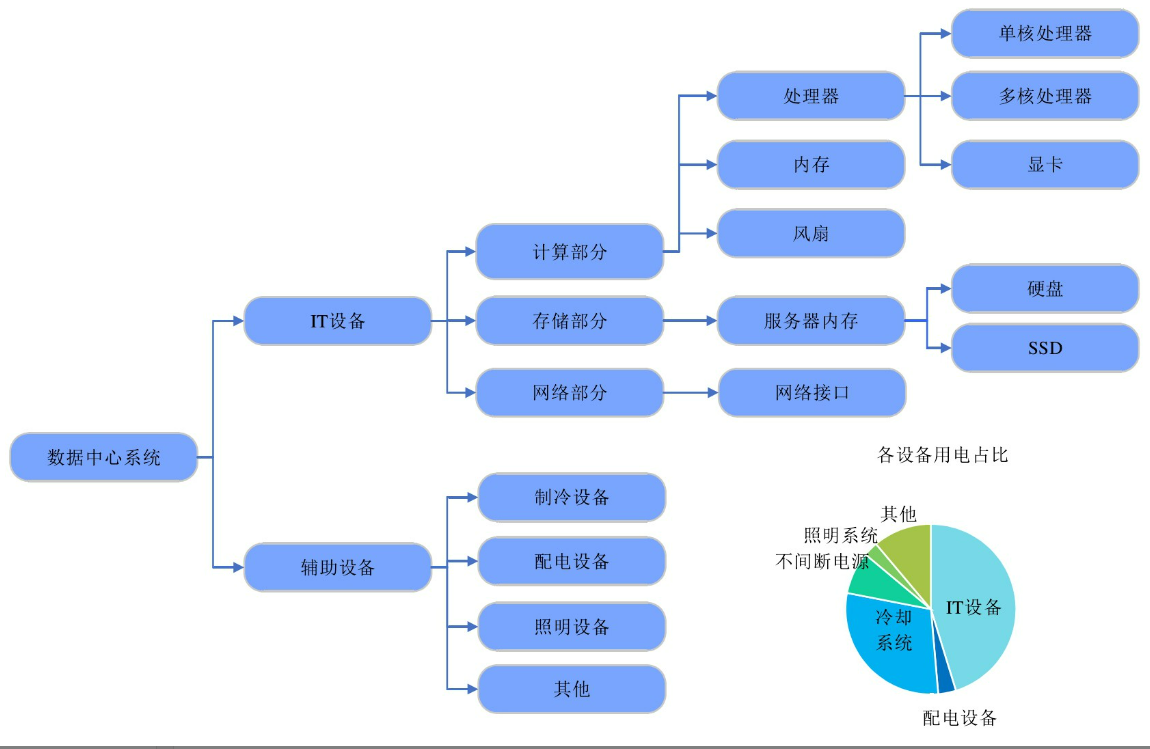 单核处理器
处理器
多核处理器
内存
显卡
风扇
计算部分
硬盘
IT设备
存储部分
服务器内存
SSD
网络部分
网络接口
数据中心系统
各设备用电占比
制冷设备
其他
照明系统
配电设备
不间断电源
辅助设备
IT设备
冷却
系统
照明设备
其他
配电设备